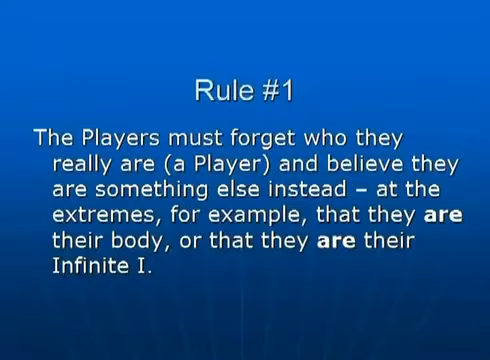 Rule #1
The Players must forget who they
really are (a Player) and believe they
are something else instead – at the
extremes, for example, that they are
their body, or that they are their
Infinite I.